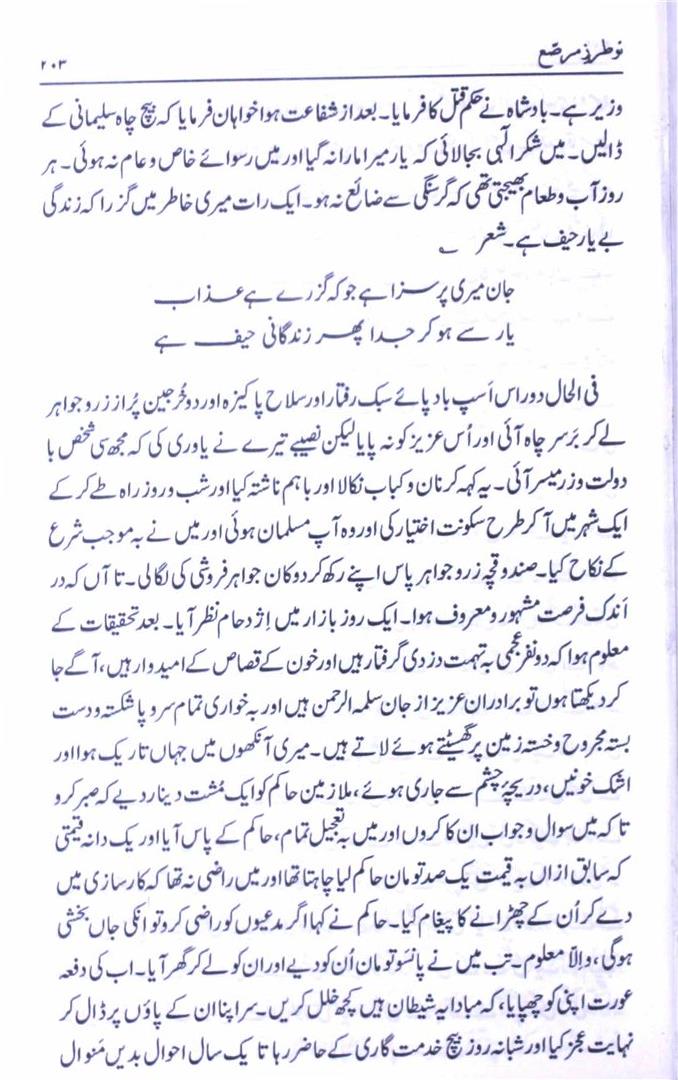 نو طرزِ مرصّع
۲۰۳
وزیر ہے۔ بادشاہ نے حکم قتل کا فرمایا۔ بعد از شفاعت ہوا خواہان فرمایا کہ بیچ چاہ سلیمانی کے
ڈالیں۔ میں شکر الٰہی بجا لائی کہ یار میرا مارا نہ گیا اور میں رسوائے خاص و عام نہ ہوئی۔ ہر
روز آب و طعام بھیجتی تھی کہ گرسنگی سے ضائع نہ ہو۔ ایک رات میری خاطر میں گزرا کہ زندگی
بے یار حیف ہے۔ شعر
جان میری پر سزا ہے جو کہ گزرے ہے عذاب
یار سے ہو کر جدا پھر زندگانی حیف ہے
فی الحال دو راس اَسپ باد پائے سبک رفتار اور سلاح پاکیزہ اور دو خُرجین پُر از زر و جواہر
لے کر بَر سر چاہ آئی اور اُس عزیز کو نہ پایا لیکن نصیبے تیرے نے یاوری کی کہ مجھ سی شخص با
دولت و زر میسر آئی۔ یہ کہہ کر نان و کباب نکالا اور باہم ناشتہ کیا اور شب و روز راہ طے کر کے
ایک شہر میں آ کر طرح سکونت اختیار کی اور وہ آپ مسلمان ہوئی اور میں نے بہ موجب شرع
کے نکاح کیا۔ صندوقچہ زر و جواہر پاس اپنے رکھ کر دوکان جواہر فروشی کی لگالی۔ تا آں کہ در
اَندک فرصت مشہور و معروف ہوا۔ ایک روز بازار میں اِژدحام نظر آیا۔ بعد تحقیقات کے
معلوم ہوا کہ دو نفر عجمی بہ تہمت دزدی گرفتار ہیں اور خون کے قصاص کے امیدوار ہیں، آگے جا
کر دیکھتا ہوں تو برادران عزیز از جان سلمہ الرحمن ہیں اور بہ خواری تمام سر و پا شکستہ و دست
بستہ مجروح و خستہ زمین پر گھسیٹتے ہوئے لاتے ہیں۔ میری آنکھوں میں جہاں تاریک ہوا اور
اشک خونیں، دریچۂ چشم سے جاری ہوئے، ملازمین حاکم کو ایک مُشت دینار دیے کہ صبر کرو
تا کہ میں سوال و جواب ان کا کروں اور میں بہ تعجیل تمام، حاکم کے پاس آیا اور یک دانہ قیمتی
کہ سابق ازاں بہ قیمت یک صد تومان حاکم لیا چاہتا تھا اور میں راضی نہ تھا کہ کارسازی میں
دے کر اُن کے چھڑانے کا پیغام کیا۔ حاکم نے کہا اگر مدعیوں کو راضی کرو تو انکی جاں بخشی
ہوگی، واِلّا معلوم۔ تب میں نے پانسَو تومان اُن کو دیے اور ان کو لے کر گھر آیا۔ اب کی دفعہ
عورت اپنی کو چھپایا، کہ مبادا یہ شیطان ہیں کچھ خلل کریں۔ سر اپنا ان کے پاؤں پر ڈال کر
نہایت عجز کیا اور شبانہ روز بیچ خدمت گاری کے حاضر رہا تا یک سال احوال بدیں مَنوال